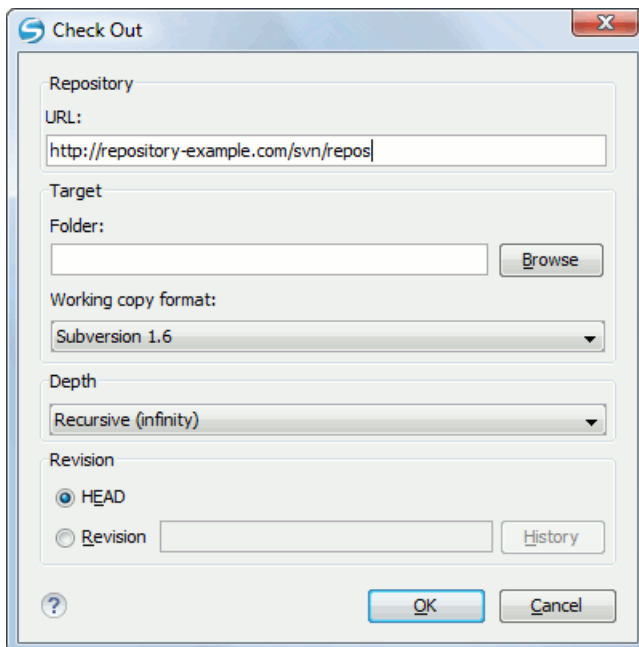 Check Out
Repository
URL:
http://repository-example.com/svn/repos
Target
Folder:
Browse
Working copy format:
Subversion 1.6
Depth
Recursive (infinity)
Revision
HEAD
Revision History
? OK Cancel